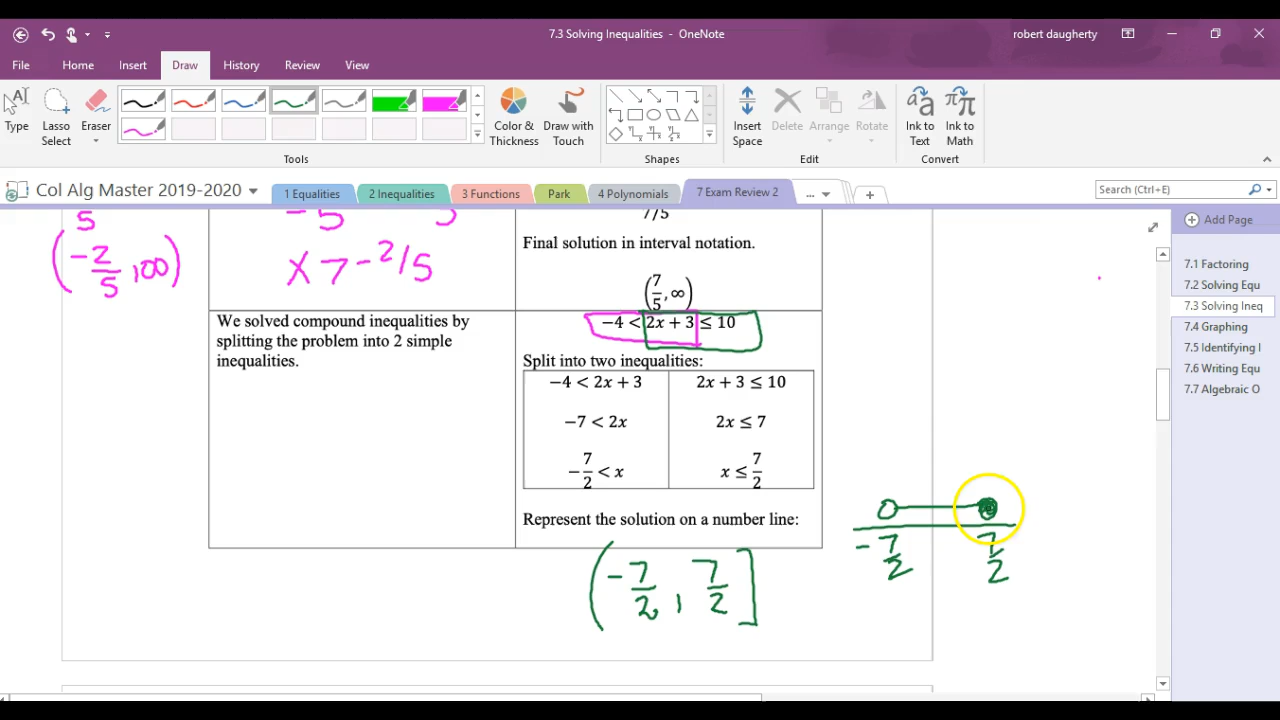 7.3 Solving Inequalities - OneNote
robert daugherty
File Home Insert Draw History Review View
Type
Lasso Select
Eraser
Color & Thickness
Draw with Touch
Insert Space
Delete
Arrange
Rotate
Ink to Text
Ink to Math
Tools
Shapes
Edit
Convert
Col Alg Master 2019-2020
1 Equalities
2 Inequalities
3 Functions
Park
4 Polynomials
7 Exam Review 2
...
Search (Ctrl+E)
Add Page
7.1 Factoring
7.2 Solving Equ
7.3 Solving Ineq
7.4 Graphing
7.5 Identifying I
7.6 Writing Equ
7.7 Algebraic O
5
(-2/5, ∞)
-5 5
x 7 -2/5
7/5
Final solution in interval notation.
(7/5, ∞)
We solved compound inequalities by
splitting the problem into 2 simple
inequalities.
−4 < 2x + 3 ≤ 10
Split into two inequalities:
−4 < 2x + 3 2x + 3 ≤ 10
−7 < 2x 2x ≤ 7
−7/2 < x x ≤ 7/2
Represent the solution on a number line:
(-7/2, 7/2]
-7/2 7/2